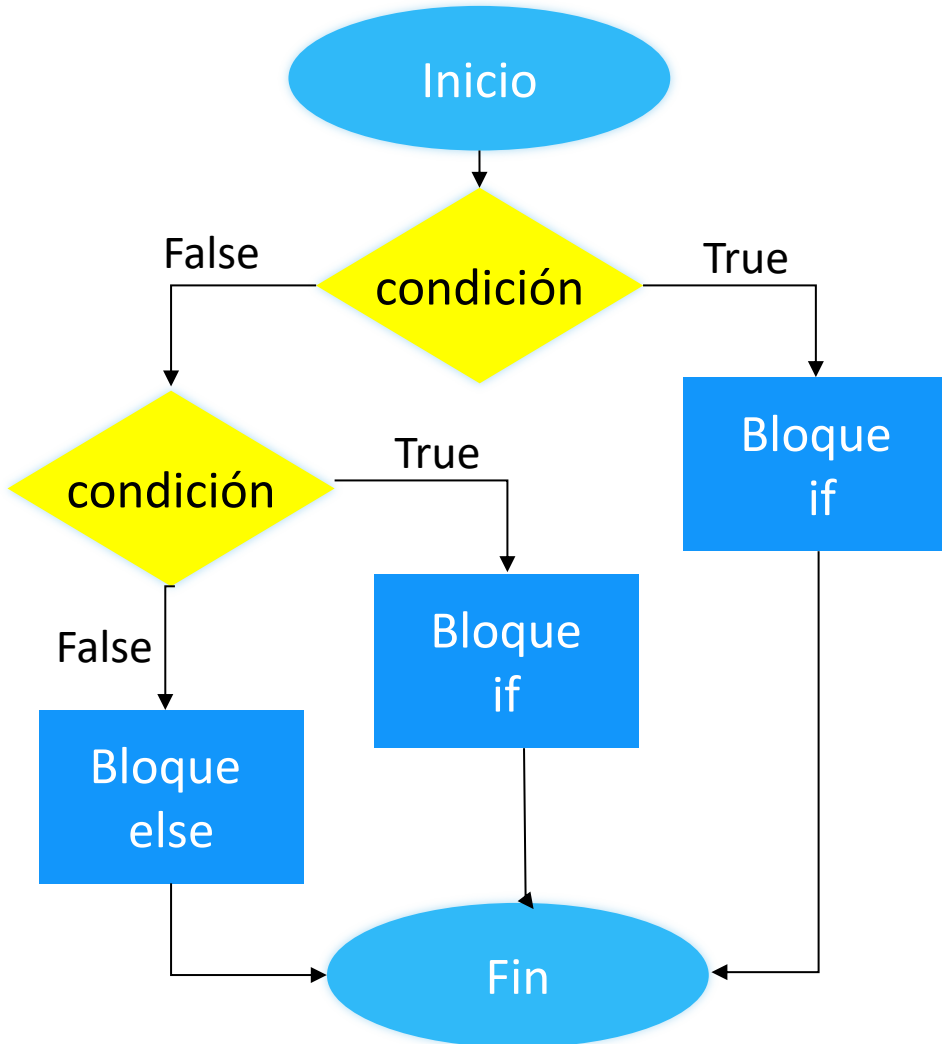 Inicio
False
True
condición
Bloque
if
True
condición
Bloque
if
False
Bloque
else
Fin